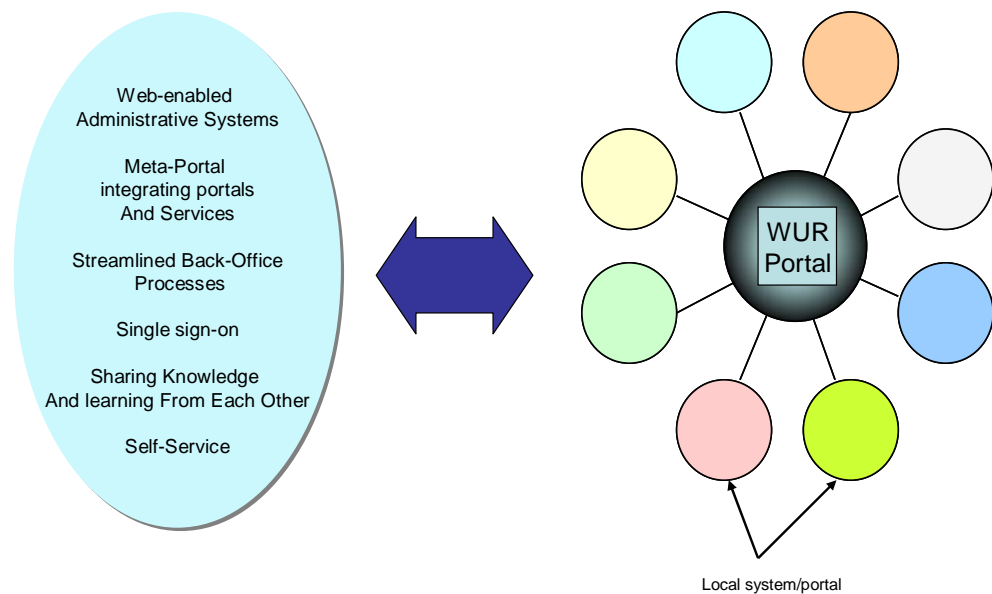 Web-enabled
Administrative Systems
Meta-Portal
integrating portals
And Services
Streamlined Back-Office
Processes
Single sign-on
Sharing Knowledge
And learning From Each Other
Self-Service
WUR
Portal
Local system/portal